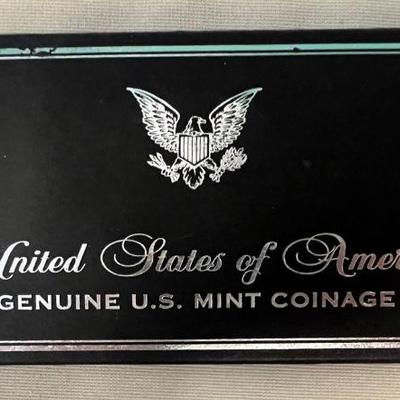 United States of Amer
GENUINE U.S. MINT COINAGE